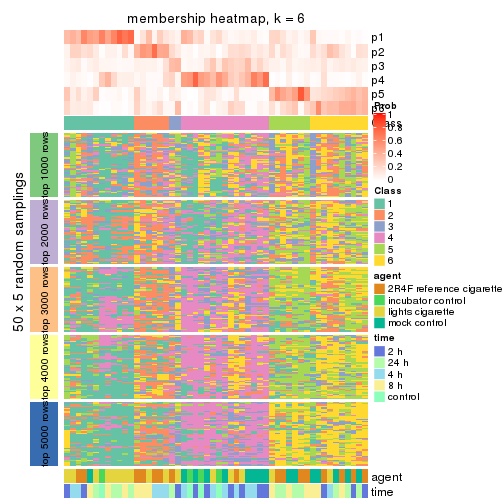 membership heatmap, k = 6
p1
p2
p3
p4
p5
p6
Class
Prob
1
0.8
0.6
0.4
0.2
0
Class
1
2
3
4
5
6
agent
2R4F reference cigarette
incubator control
lights cigarette
mock control
time
2 h
24 h
4 h
8 h
control
50 x 5 random samplings
top 1000 rows
top 2000 rows
top 3000 rows
top 4000 rows
top 5000 rows
agent
time